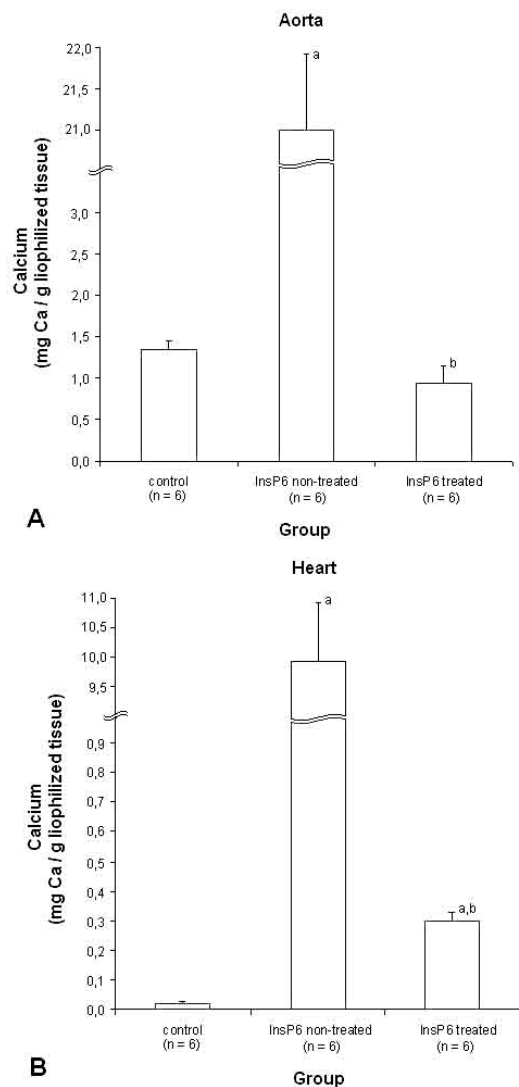 Aorta
Calcium
(mg Ca / g liophilized tissue)
22,0
21,5
21,0
3,0
2,5
2,0
1,5
1,0
0,5
0,0
a
b
control
(n = 6)
InsP6 non-treated
(n = 6)
InsP6 treated
(n = 6)
A
Group
Heart
Calcium
(mg Ca / g liophilized tissue)
11,0
10,5
10,0
9,5
0,9
0,8
0,7
0,6
0,5
0,4
0,3
0,2
0,1
0,0
a
a,b
control
(n = 6)
InsP6 non-treated
(n = 6)
InsP6 treated
(n = 6)
B
Group